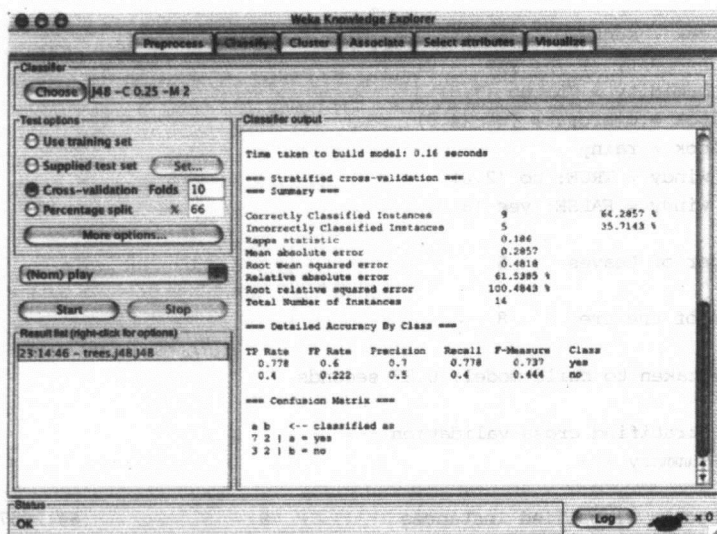 Weka Knowledge Explorer
Preprocess Classify Cluster Associate Select attributes Visualize
Classifier
Choose J48 -C 0.25 -M 2
Test options
Use training set
Supplied test set Set...
Cross-validation Folds 10
Percentage split % 66
More options...
(Nom) play
Start Stop
Result list (right-click for options)
23:14:46 - trees.j48.J48
Classifier output
Time taken to build model: 0.16 seconds
=== Stratified cross-validation ===
=== Summary ===
Correctly Classified Instances 9 64.2857 %
Incorrectly Classified Instances 5 35.7143 %
Kappa statistic 0.186
Mean absolute error 0.2857
Root mean squared error 0.4818
Relative absolute error 61.5385 %
Root relative squared error 100.4843 %
Total Number of Instances 14
=== Detailed Accuracy By Class ===
TP Rate FP Rate Precision Recall F-Measure Class
0.778 0.6 0.7 0.778 0.737 yes
0.4 0.222 0.5 0.4 0.444 no
=== Confusion Matrix ===
a b <-- classified as
7 2 | a = yes
3 2 | b = no
Status
OK
Log
x 0